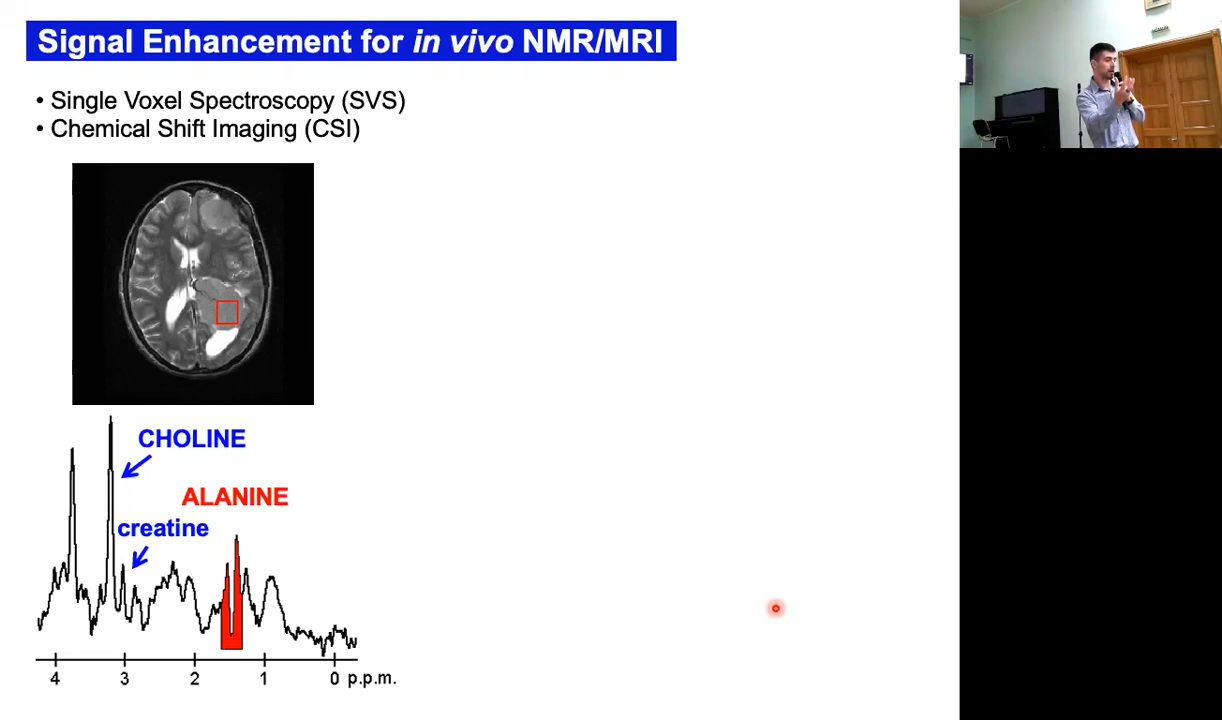 Signal Enhancement for in vivo NMR/MRI
• Single Voxel Spectroscopy (SVS)
• Chemical Shift Imaging (CSI)
CHOLINE
ALANINE
creatine
4 3 2 1 0 p.p.m.